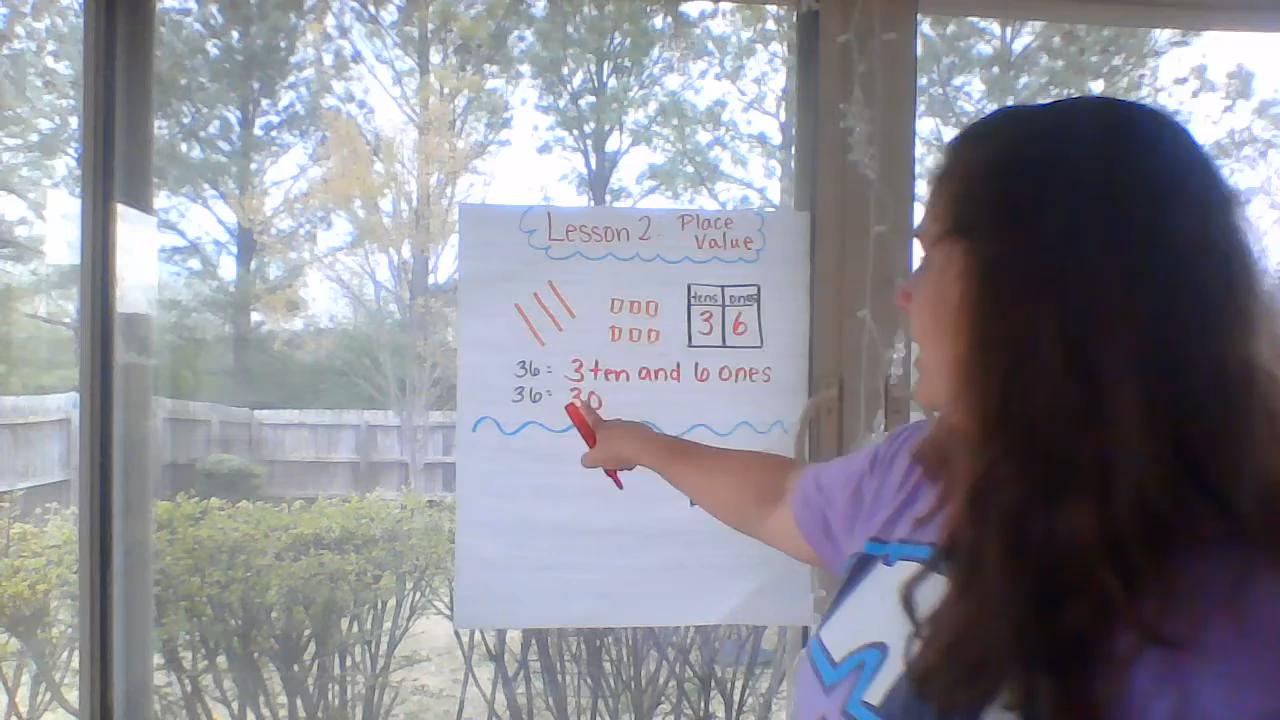 Lesson 2 Place
Value
tens ones
3 6
36 = 3 ten and 6 ones
36 = 30